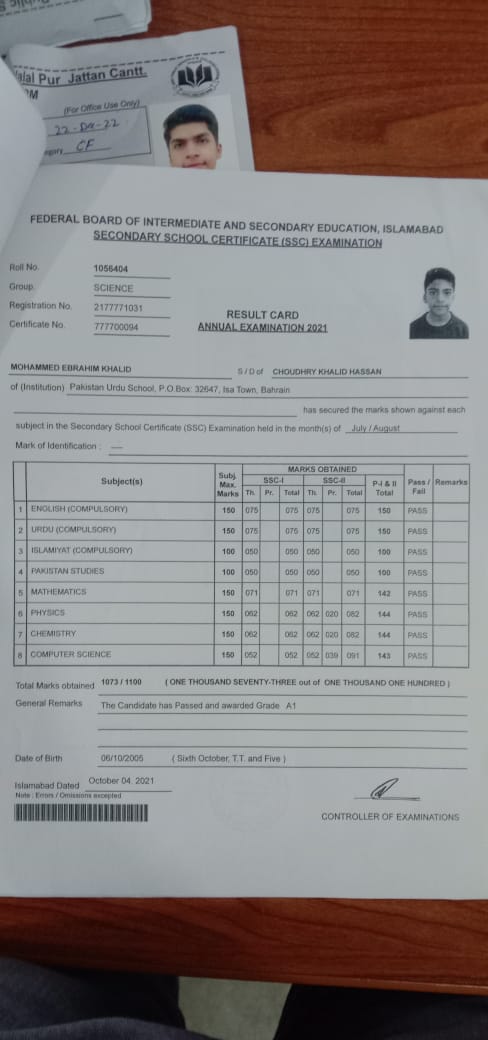 Jattan Cantt.
(For Office Use Only)
22-Dec-22
CF
FEDERAL BOARD OF INTERMEDIATE AND SECONDARY EDUCATION, ISLAMABAD
SECONDARY SCHOOL CERTIFICATE (SSC) EXAMINATION
Roll No. 1056404
Group. SCIENCE
Registration No. 2177771031
Certificate No. 777700094
RESULT CARD
ANNUAL EXAMINATION 2021
MOHAMMED EBRAHIM KHALID S / D of CHOUDHRY KHALID HASSAN
of (Institution) Pakistan Urdu School, P.O.Box: 32647, Isa Town, Bahrain
has secured the marks shown against each
subject in the Secondary School Certificate (SSC) Examination held in the month(s) of July / August
Mark of Identification : ----
Subject(s) Subj. Max. Marks MARKS OBTAINED Pass / Fail Remarks
SSC-I SSC-II P-I & II Total
Th. Pr. Total Th. Pr. Total
1 ENGLISH (COMPULSORY) 150 075 075 075 075 150 PASS
2 URDU (COMPULSORY) 150 075 075 075 075 150 PASS
3 ISLAMIYAT (COMPULSORY) 100 050 050 050 050 100 PASS
4 PAKISTAN STUDIES 100 050 050 050 050 100 PASS
5 MATHEMATICS 150 071 071 071 071 142 PASS
6 PHYSICS 150 062 062 062 020 082 144 PASS
7 CHEMISTRY 150 062 062 062 020 082 144 PASS
8 COMPUTER SCIENCE 150 052 052 052 039 091 143 PASS
Total Marks obtained 1073 / 1100 ( ONE THOUSAND SEVENTY-THREE out of ONE THOUSAND ONE HUNDRED )
General Remarks The Candidate has Passed and awarded Grade A1
Date of Birth 06/10/2005 ( Sixth October, T.T. and Five )
Islamabad Dated October 04, 2021
Note : Errors / Omissions excepted
CONTROLLER OF EXAMINATIONS